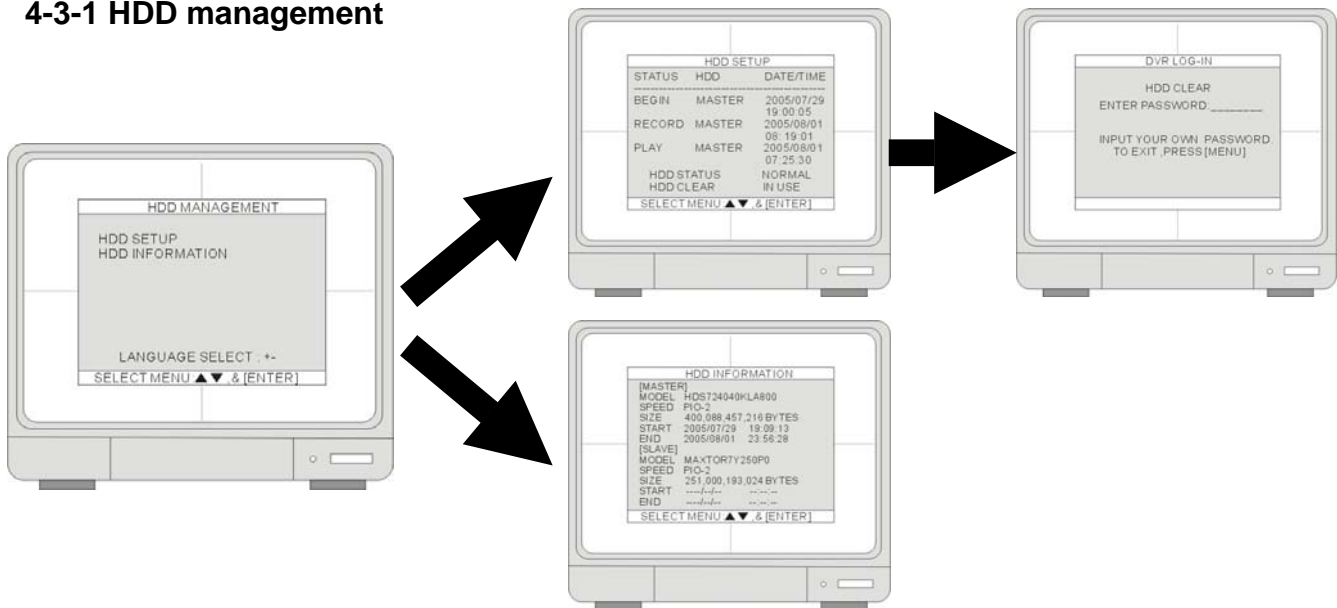 4-3-1 HDD management
HDD MANAGEMENT
HDD SETUP
HDD INFORMATION
LANGUAGE SELECT : +-
SELECT MENU:▲▼,& [ENTER]
HDD SETUP
STATUS HDD DATE/TIME
--------------------------------
BEGIN MASTER 2005/07/29
19:00:05
RECORD MASTER 2005/08/01
08: 19:01
PLAY MASTER 2005/08/01
07:25:30
HDD STATUS NORMAL
HDD CLEAR IN USE
SELECT MENU:▲▼,& [ENTER]
DVR LOG-IN
HDD CLEAR
ENTER PASSWORD:________
INPUT YOUR OWN PASSWORD.
TO EXIT ,PRESS [MENU]
HDD INFORMATION
[MASTER]
MODEL HDS724040KLA800
SPEED PIO-2
SIZE 400,088,457,216 BYTES
START 2005/07/29 19:09:13
END 2005/08/01 23:56:28
[SLAVE]
MODEL MAXTOR7Y250P0
SPEED PIO-2
SIZE 251,000,193,024 BYTES
START ----/--/-- --:--:--
END ----/--/-- --:--:--
SELECT MENU:▲▼,& [ENTER]